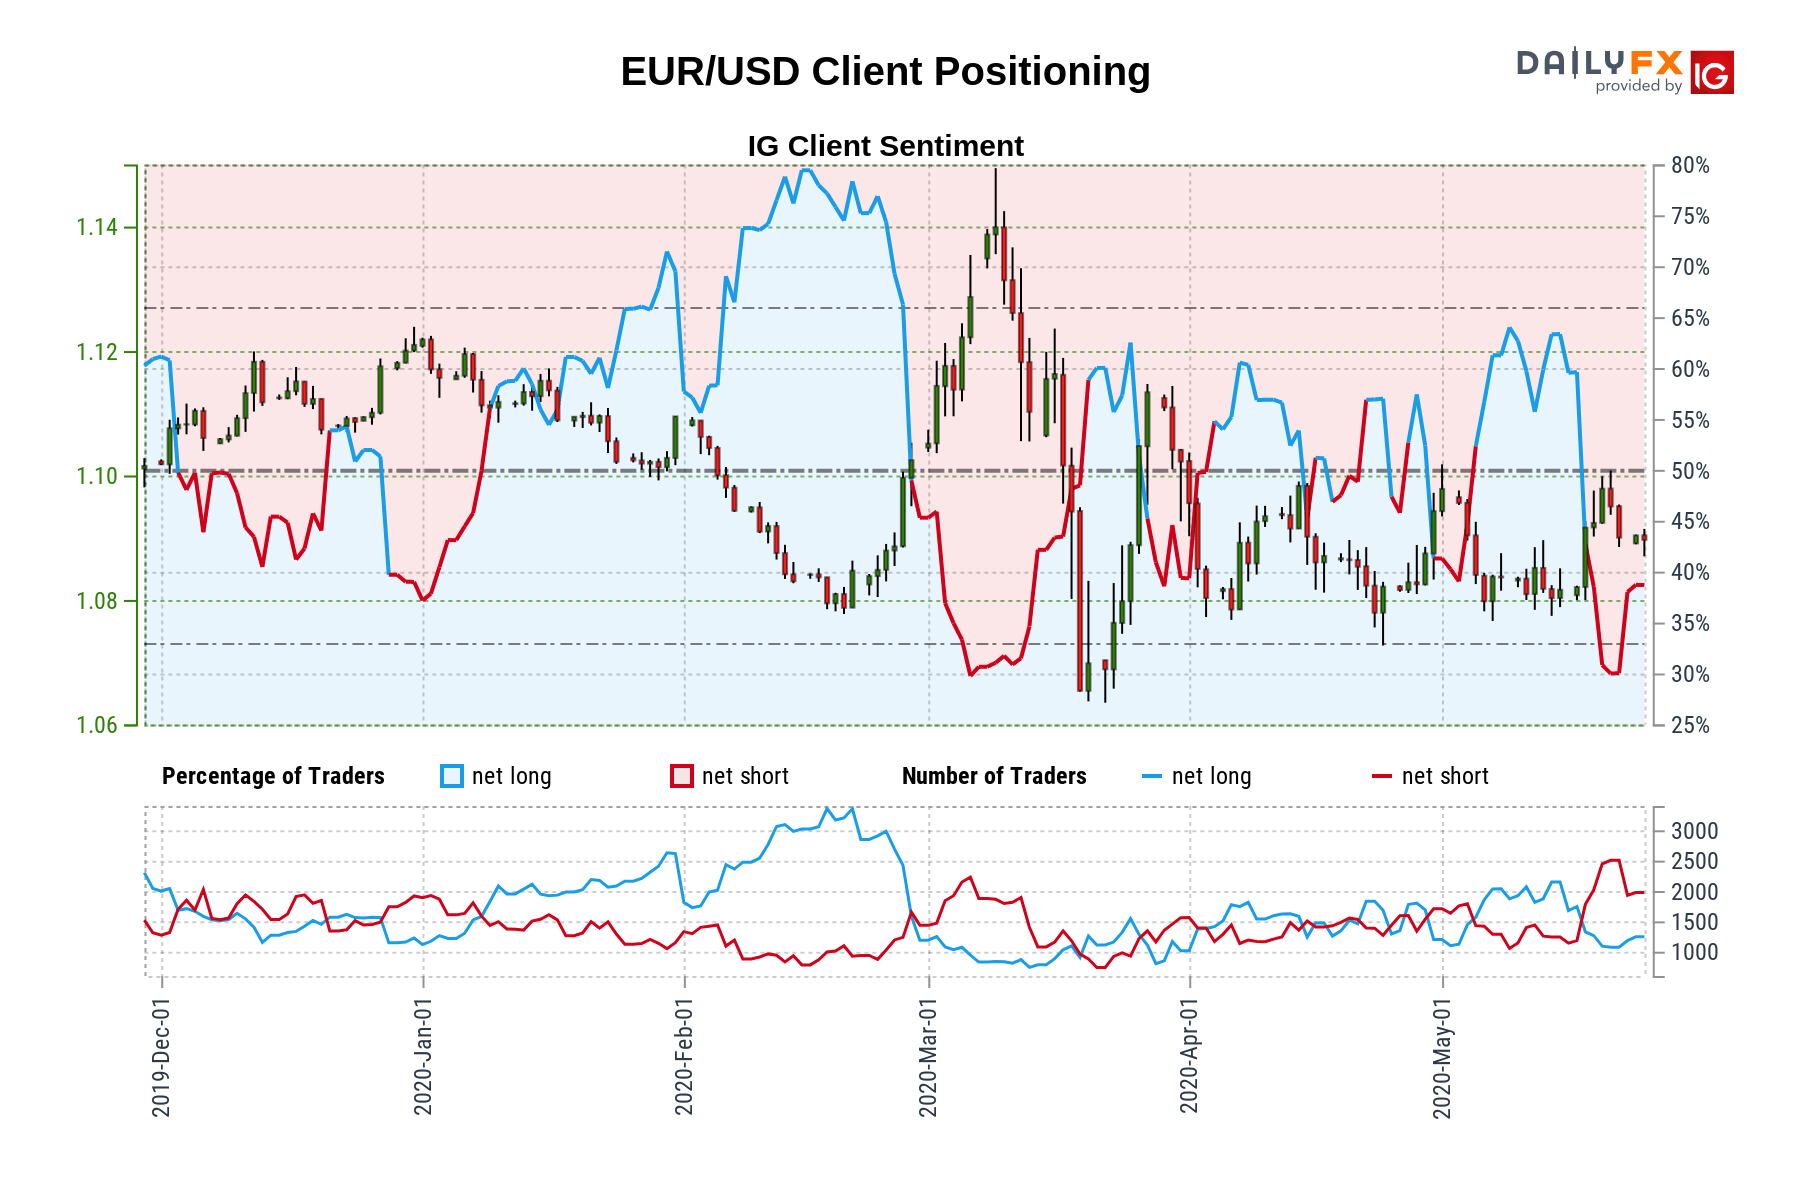 EUR/USD Client Positioning
DAILYFX
provided by IG
IG Client Sentiment
1.14
1.12
1.10
1.08
1.06
80%
75%
70%
65%
60%
55%
50%
45%
40%
35%
30%
25%
Percentage of Traders net long net short Number of Traders net long net short
3000
2500
2000
1500
1000
2019-Dec-01
2020-Jan-01
2020-Feb-01
2020-Mar-01
2020-Apr-01
2020-May-01